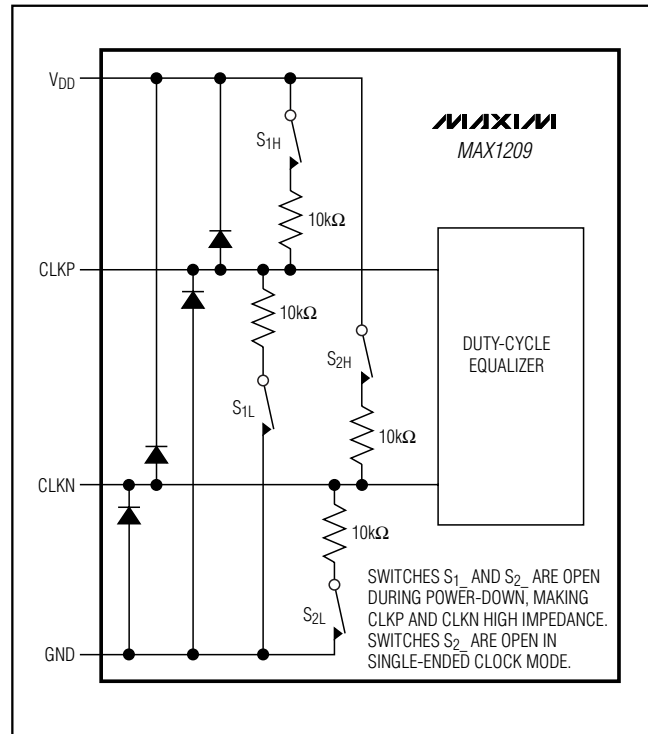 VDD
MAXIM
MAX1209
S1H
10kΩ
CLKP
10kΩ
S2H
DUTY-CYCLE
EQUALIZER
S1L
10kΩ
CLKN
10kΩ
SWITCHES S1_ AND S2_ ARE OPEN
DURING POWER-DOWN, MAKING
CLKP AND CLKN HIGH IMPEDANCE.
SWITCHES S2_ ARE OPEN IN
SINGLE-ENDED CLOCK MODE.
S2L
GND